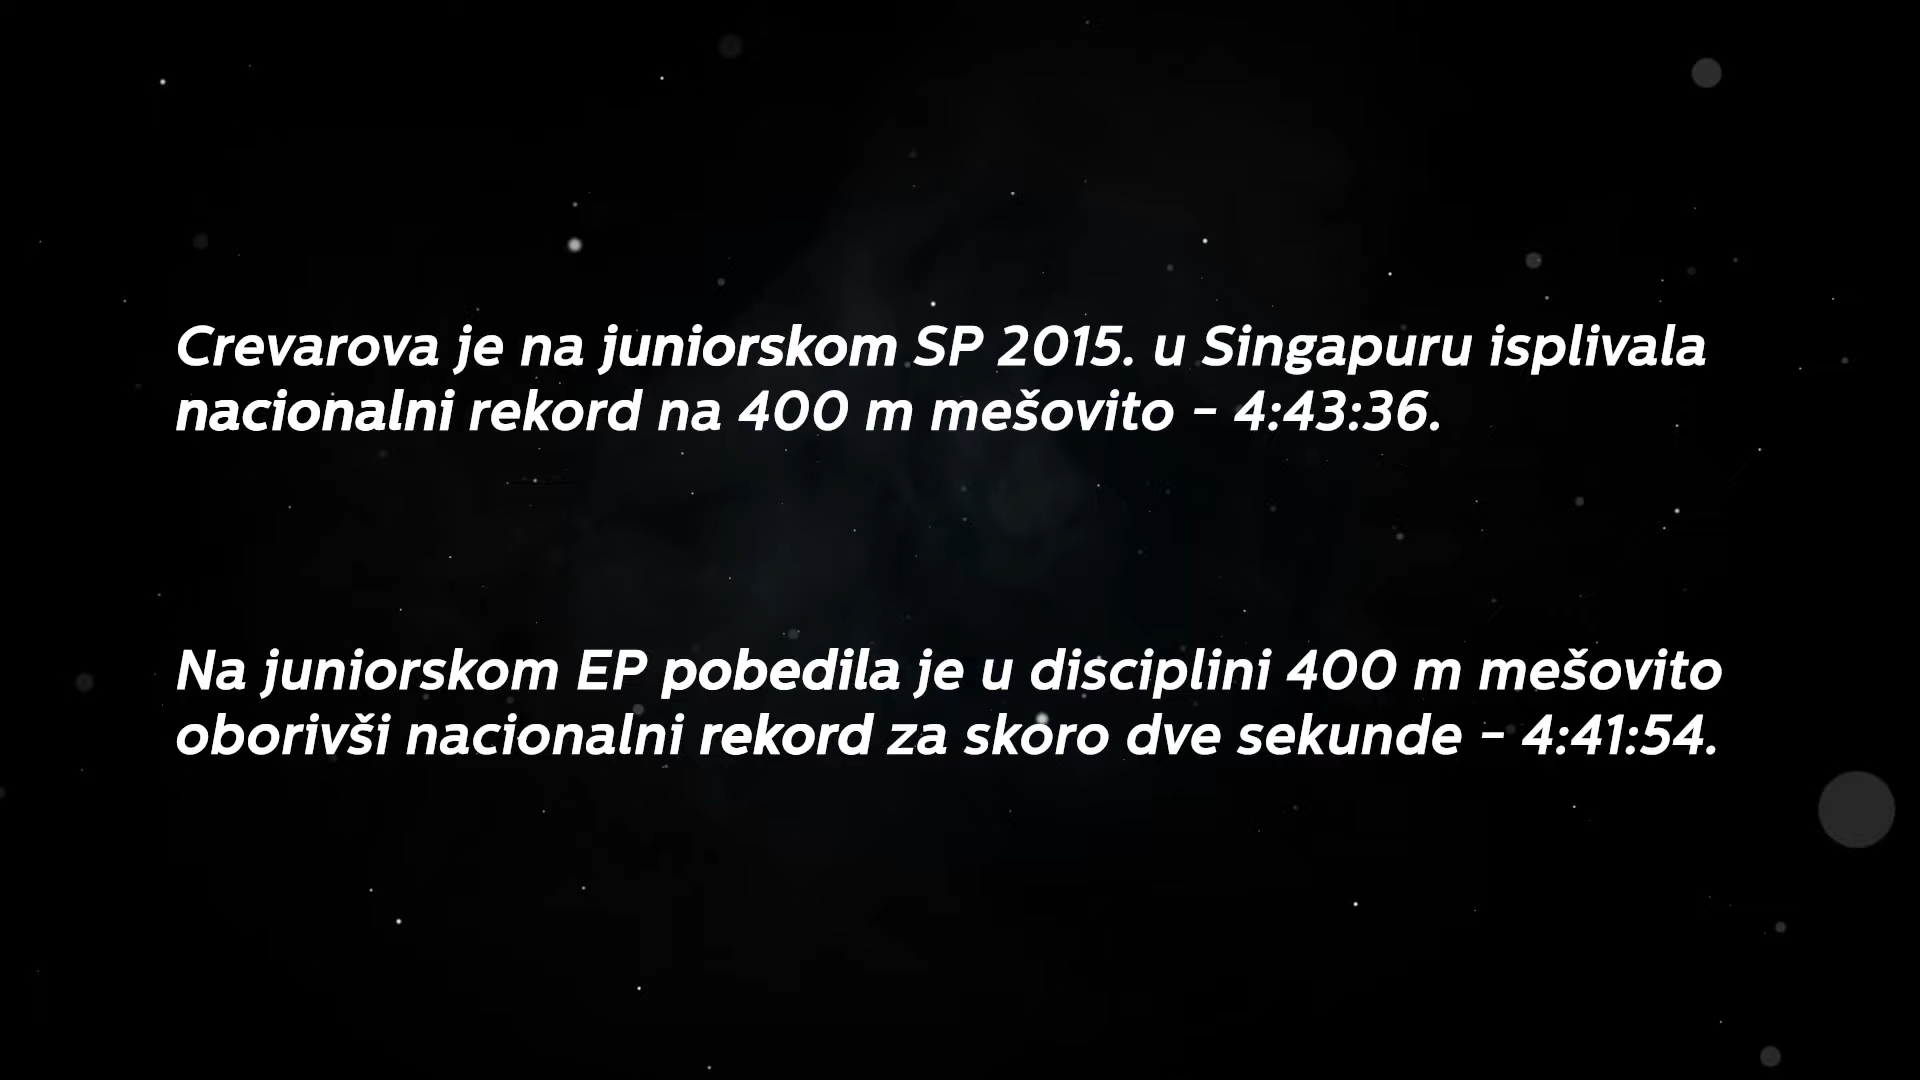 Crevarova je na juniorskom SP 2015. u Singapuru isplivala
nacionalni rekord na 400 m mešovito – 4:43:36.
Na juniorskom EP pobedila je u disciplini 400 m mešovito
oborivši nacionalni rekord za skoro dve sekunde – 4:41:54.